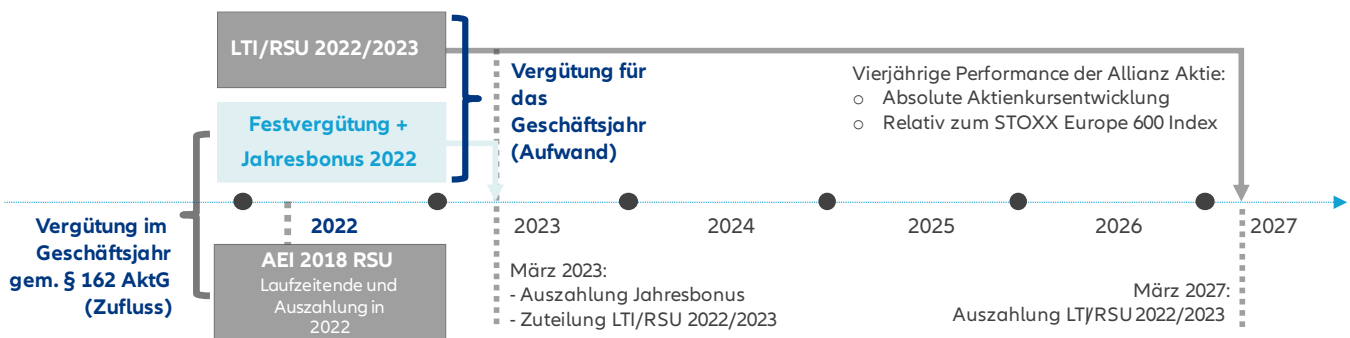 LTI/RSU 2022/2023
Festvergütung +
Jahresbonus 2022
Vergütung für
das
Geschäftsjahr
(Aufwand)
Vierjährige Performance der Allianz Aktie:
o Absolute Aktienkursentwicklung
o Relativ zum STOXX Europe 600 Index
Vergütung im
Geschäftsjahr
gem. § 162 AktG
(Zufluss)
2022
2023
2024
2025
2026
2027
AEI 2018 RSU
Laufzeitende und
Auszahlung in
2022
März 2023:
- Auszahlung Jahresbonus
- Zuteilung LTI/RSU 2022/2023
März 2027:
Auszahlung LTI/RSU 2022/2023